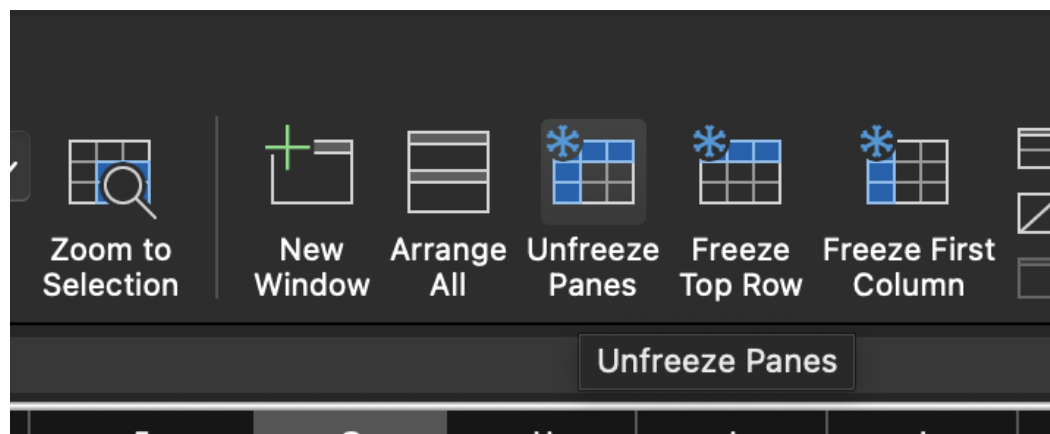 Zoom to
Selection
New
Window
Arrange
All
Unfreeze
Panes
Freeze
Top Row
Freeze First
Column
Unfreeze Panes